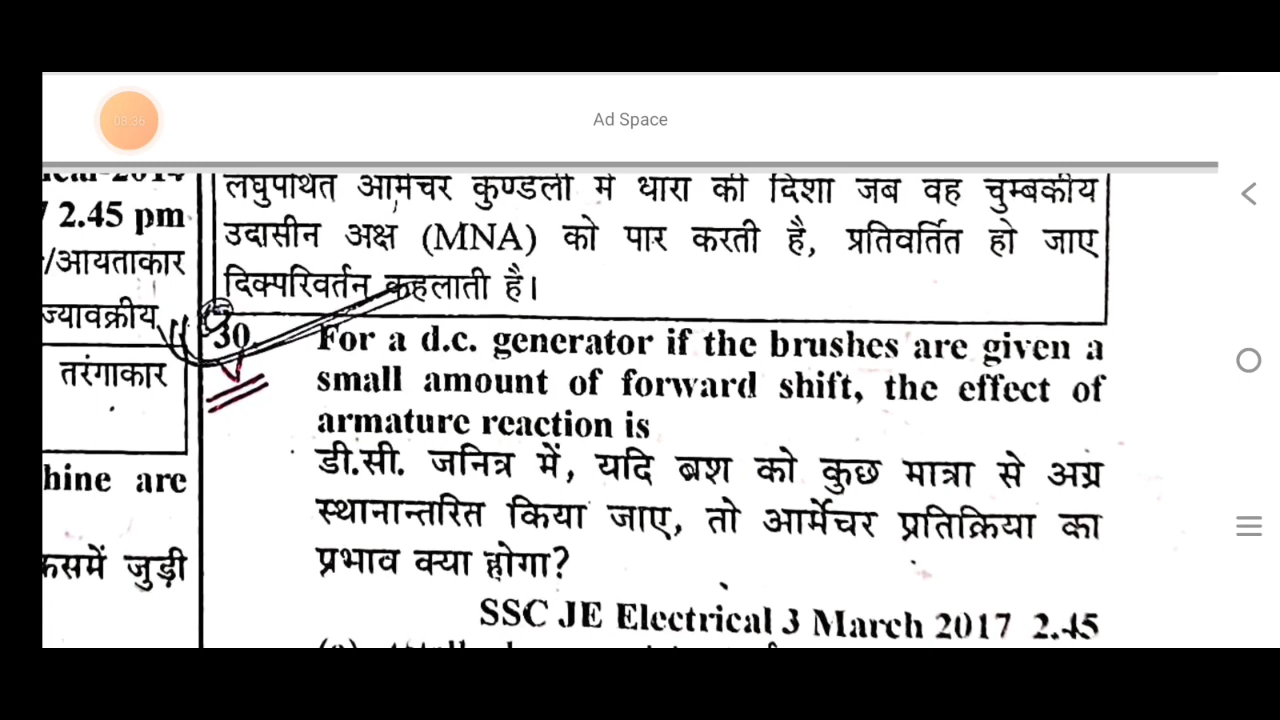 08:36
Ad Space
2.45 pm
/आयताकार
ज्यावक्रीय
तरंगाकार
hine are
जुड़ी
लघुपथित आर्मेचर कुण्डली में धारा की दिशा जब वह चुम्बकीय
उदासीन अक्ष (MNA) को पार करती है, प्रतिवर्तित हो जाए
दिक्परिवर्तन कहलाती है।
30.
For a d.c. generator if the brushes are given a
small amount of forward shift, the effect of
armature reaction is
डी.सी. जनित्र में, यदि ब्रश को कुछ मात्रा से अग्र
स्थानान्तरित किया जाए, तो आर्मेचर प्रतिक्रिया का
प्रभाव क्या होगा?
SSC JE Electrical 3 March 2017 2.45